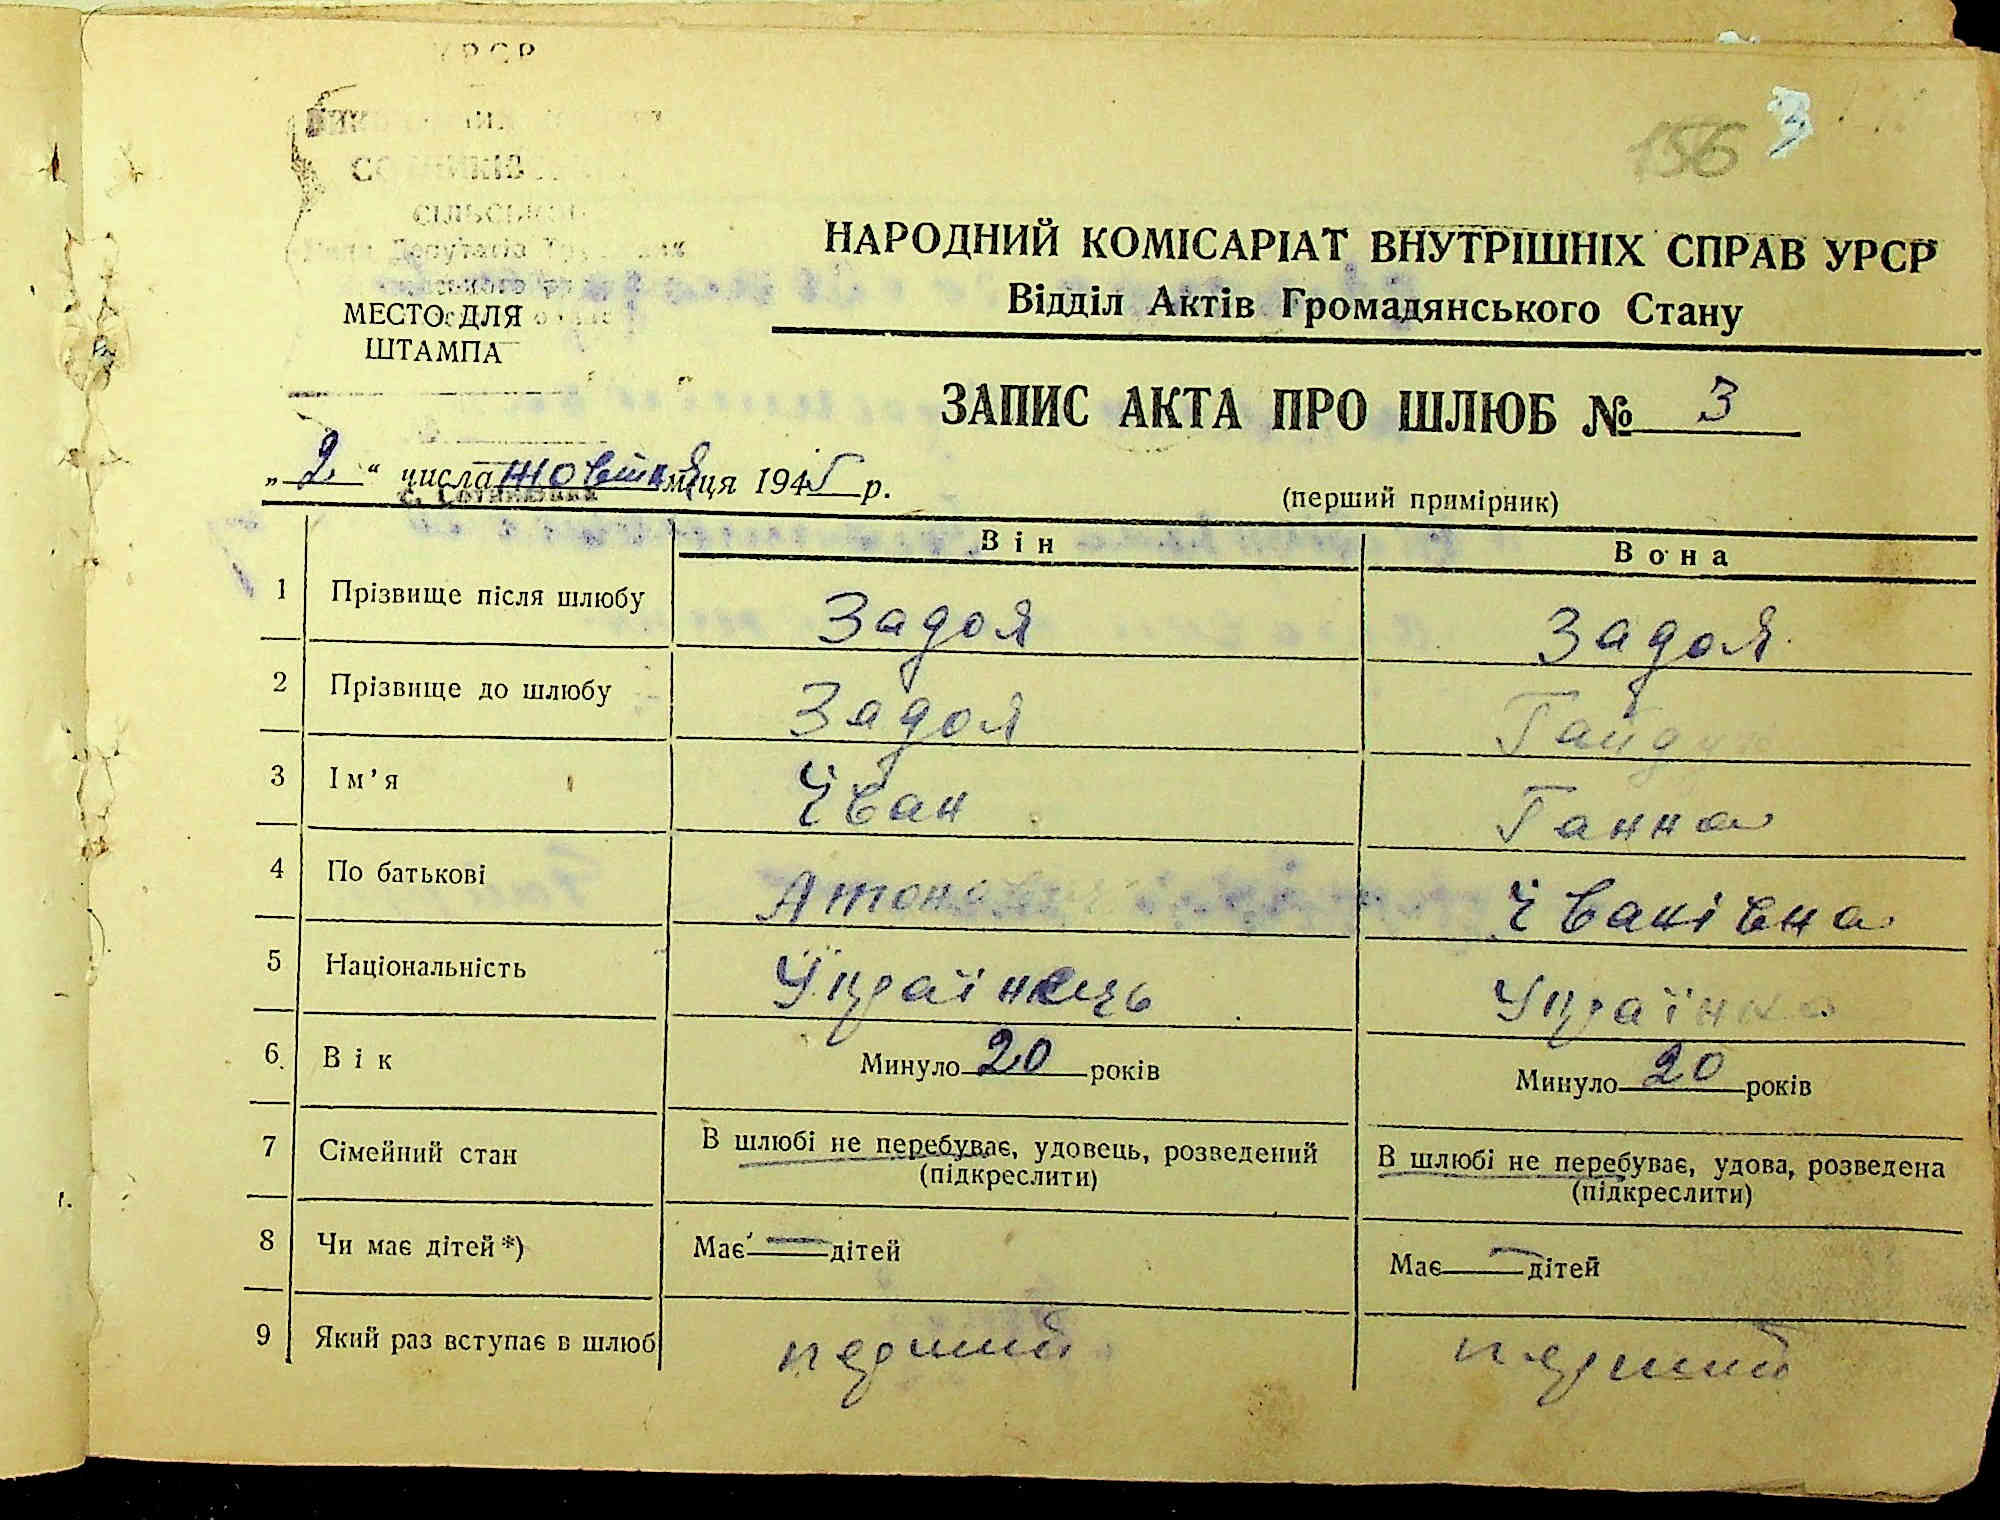 УРСР
СІЛЬСЬКОЇ
Депутатів
156 3
НАРОДНИЙ КОМІСАРІАТ ВНУТРІШНІХ СПРАВ УРСР
Відділ Актів Громадянського Стану
МЕСТО ДЛЯ
ШТАМПА
ЗАПИС АКТА ПРО ШЛЮБ № 3
„ 2 “ числа жовтня м-ця 1945 р.
(перший примірник)
Він Вона
1 Прізвище після шлюбу Задоя Задоя
2 Прізвище до шлюбу Задоя
3 Ім’я Іван Ганна
4 По батькові Іванівна
5 Національність Українець Українка
6. Вік Минуло 20 років Минуло 20 років
7 Сімейний стан В шлюбі не перебуває, удовець, розведений В шлюбі не перебуває, удова, розведена
(підкреслити) (підкреслити)
8 Чи має дітей*) Має — дітей Має — дітей
9 Який раз вступає в шлюб перший перший